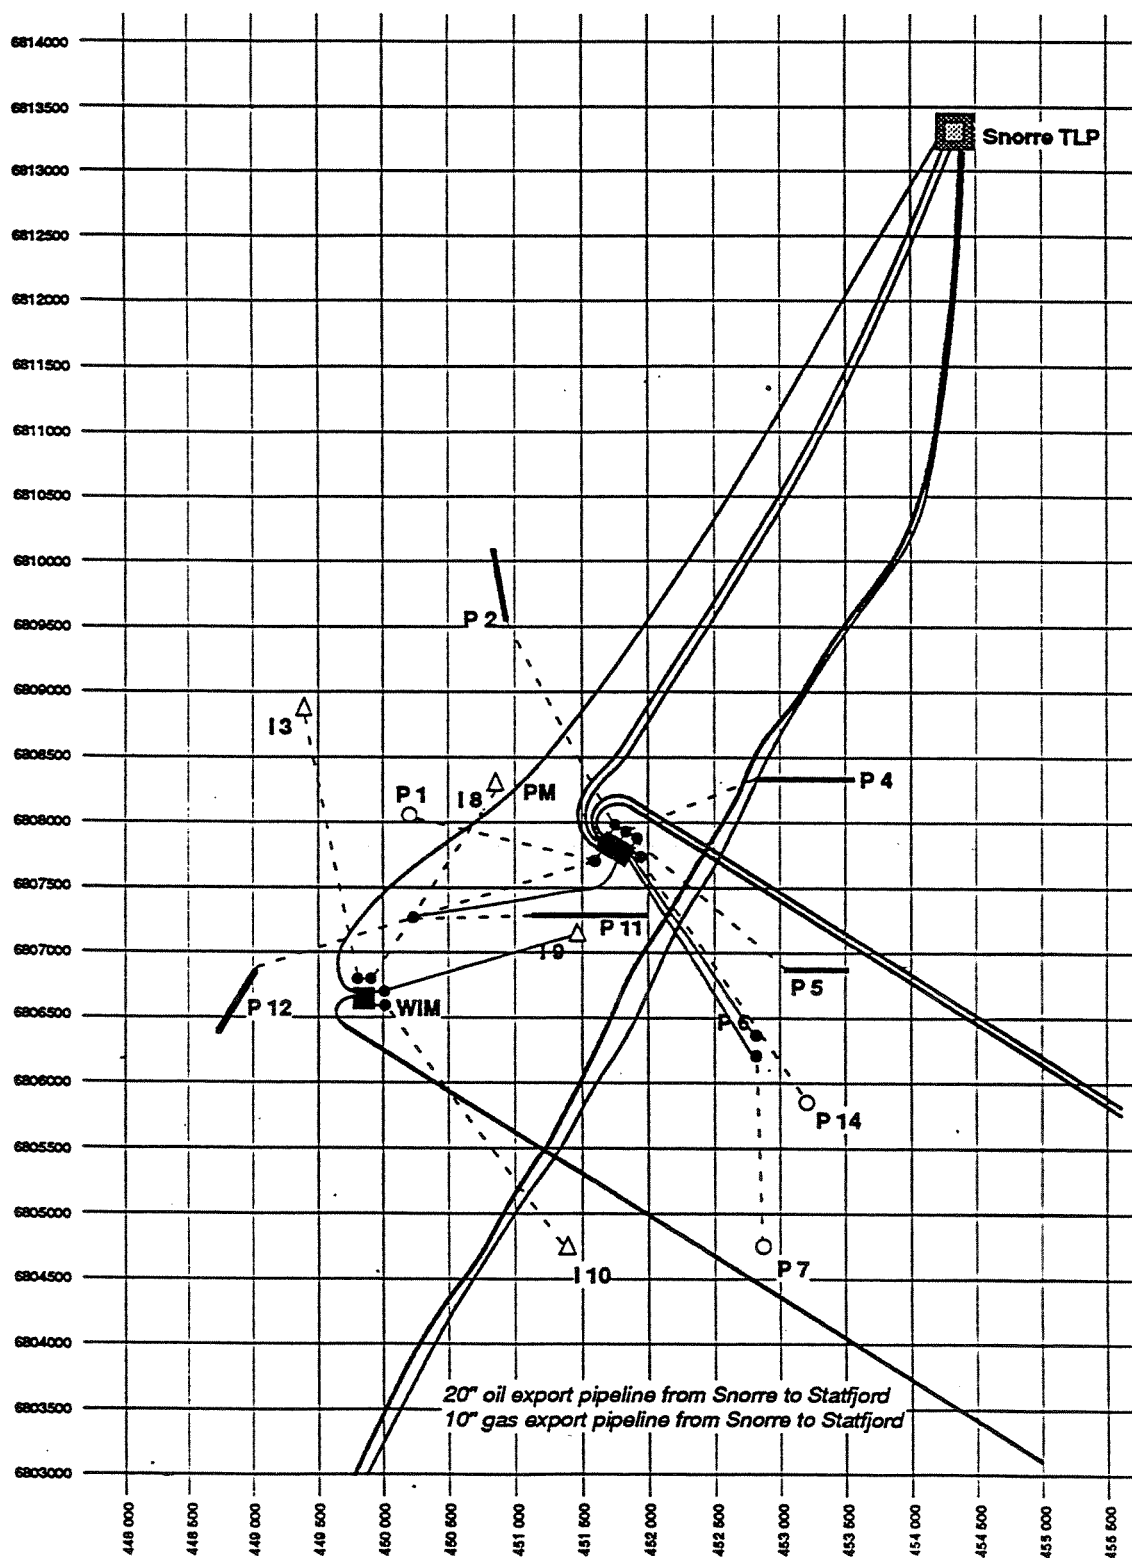 6814000
6813500
Snorre TLP
6813000
6812500
6812000
6811500
6811000
6810500
6810000
6809500
P 2
6809000
I 3
6808500
P 4
P 1
I 8
PM
6808000
6807500
P 11
6807000
I 9
P 5
P 12
WIM
6806500
P 6
6806000
P 14
6805500
6805000
P 7
I 10
6804500
6804000
20" oil export pipeline from Snorre to Statfjord
6803500
10" gas export pipeline from Snorre to Statfjord
6803000
448 000
448 500
449 000
449 500
450 000
450 500
451 000
451 500
452 000
452 500
453 000
453 500
454 000
454 500
455 000
455 500